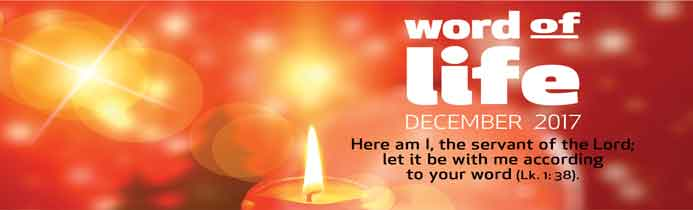 word of
life
DECEMBER 2017
Here am I, the servant of the Lord;
let it be with me according
to your word (Lk. 1: 38).